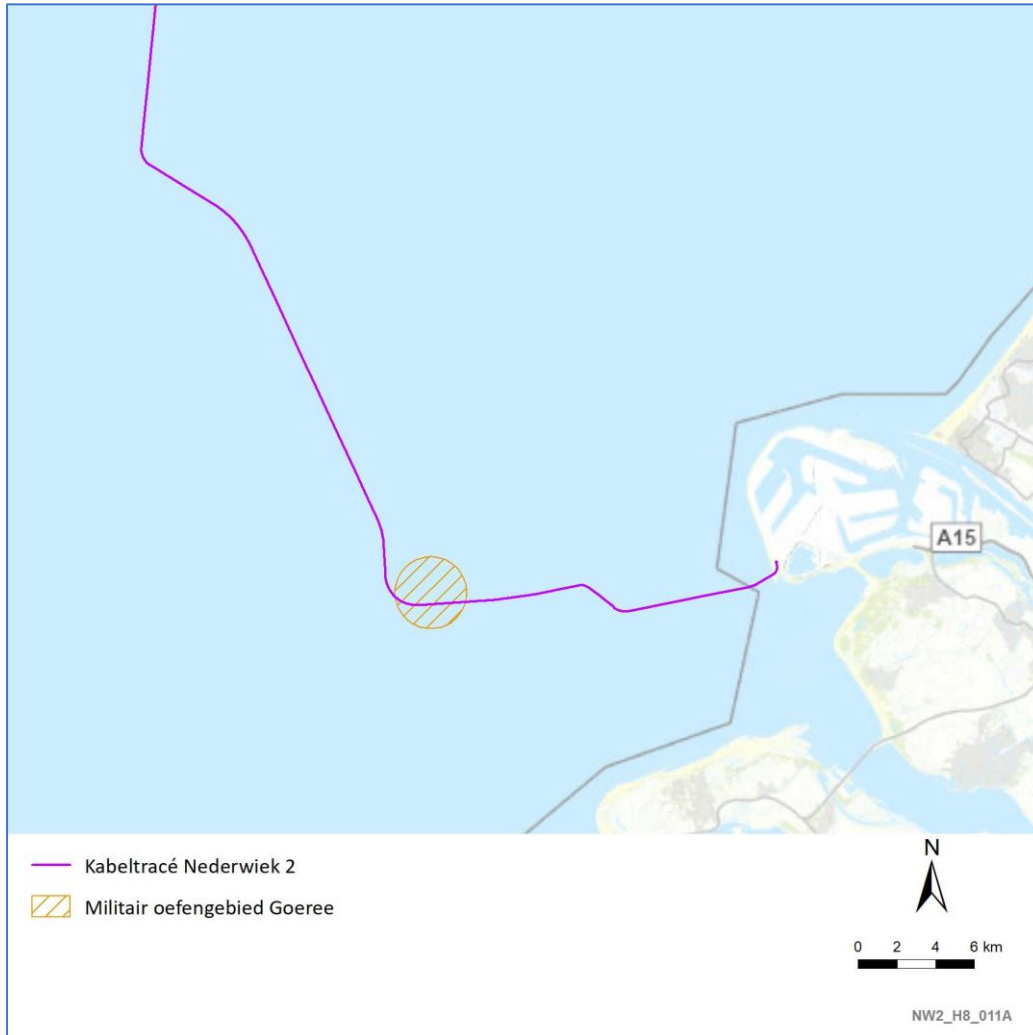 A15
Kabeltracé Nederwiek 2
Militair oefengebied Goeree
N
0 2 4 6 km
NW2_H8_011A